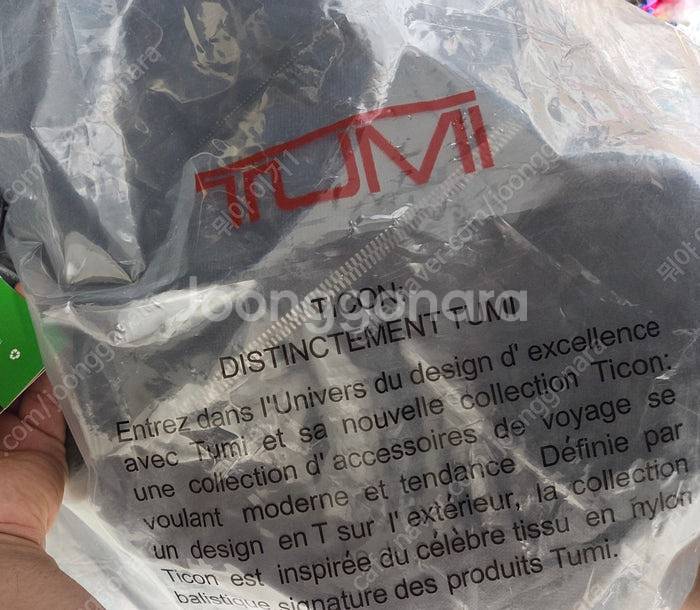 TUMI
Joonggonara
TICON:
DISTINCTEMENT TUMI
Entrez dans l'Univers du design d' excellence
avec Tumi et sa nouvelle collection Ticon:
une collection d' accessoires de voyage se
voulant moderne et tendance Définie par
un design en T sur l'extérieur, la collection
Ticon est inspirée du célèbre tissu en nylon
balistique signature des produits Tumi.